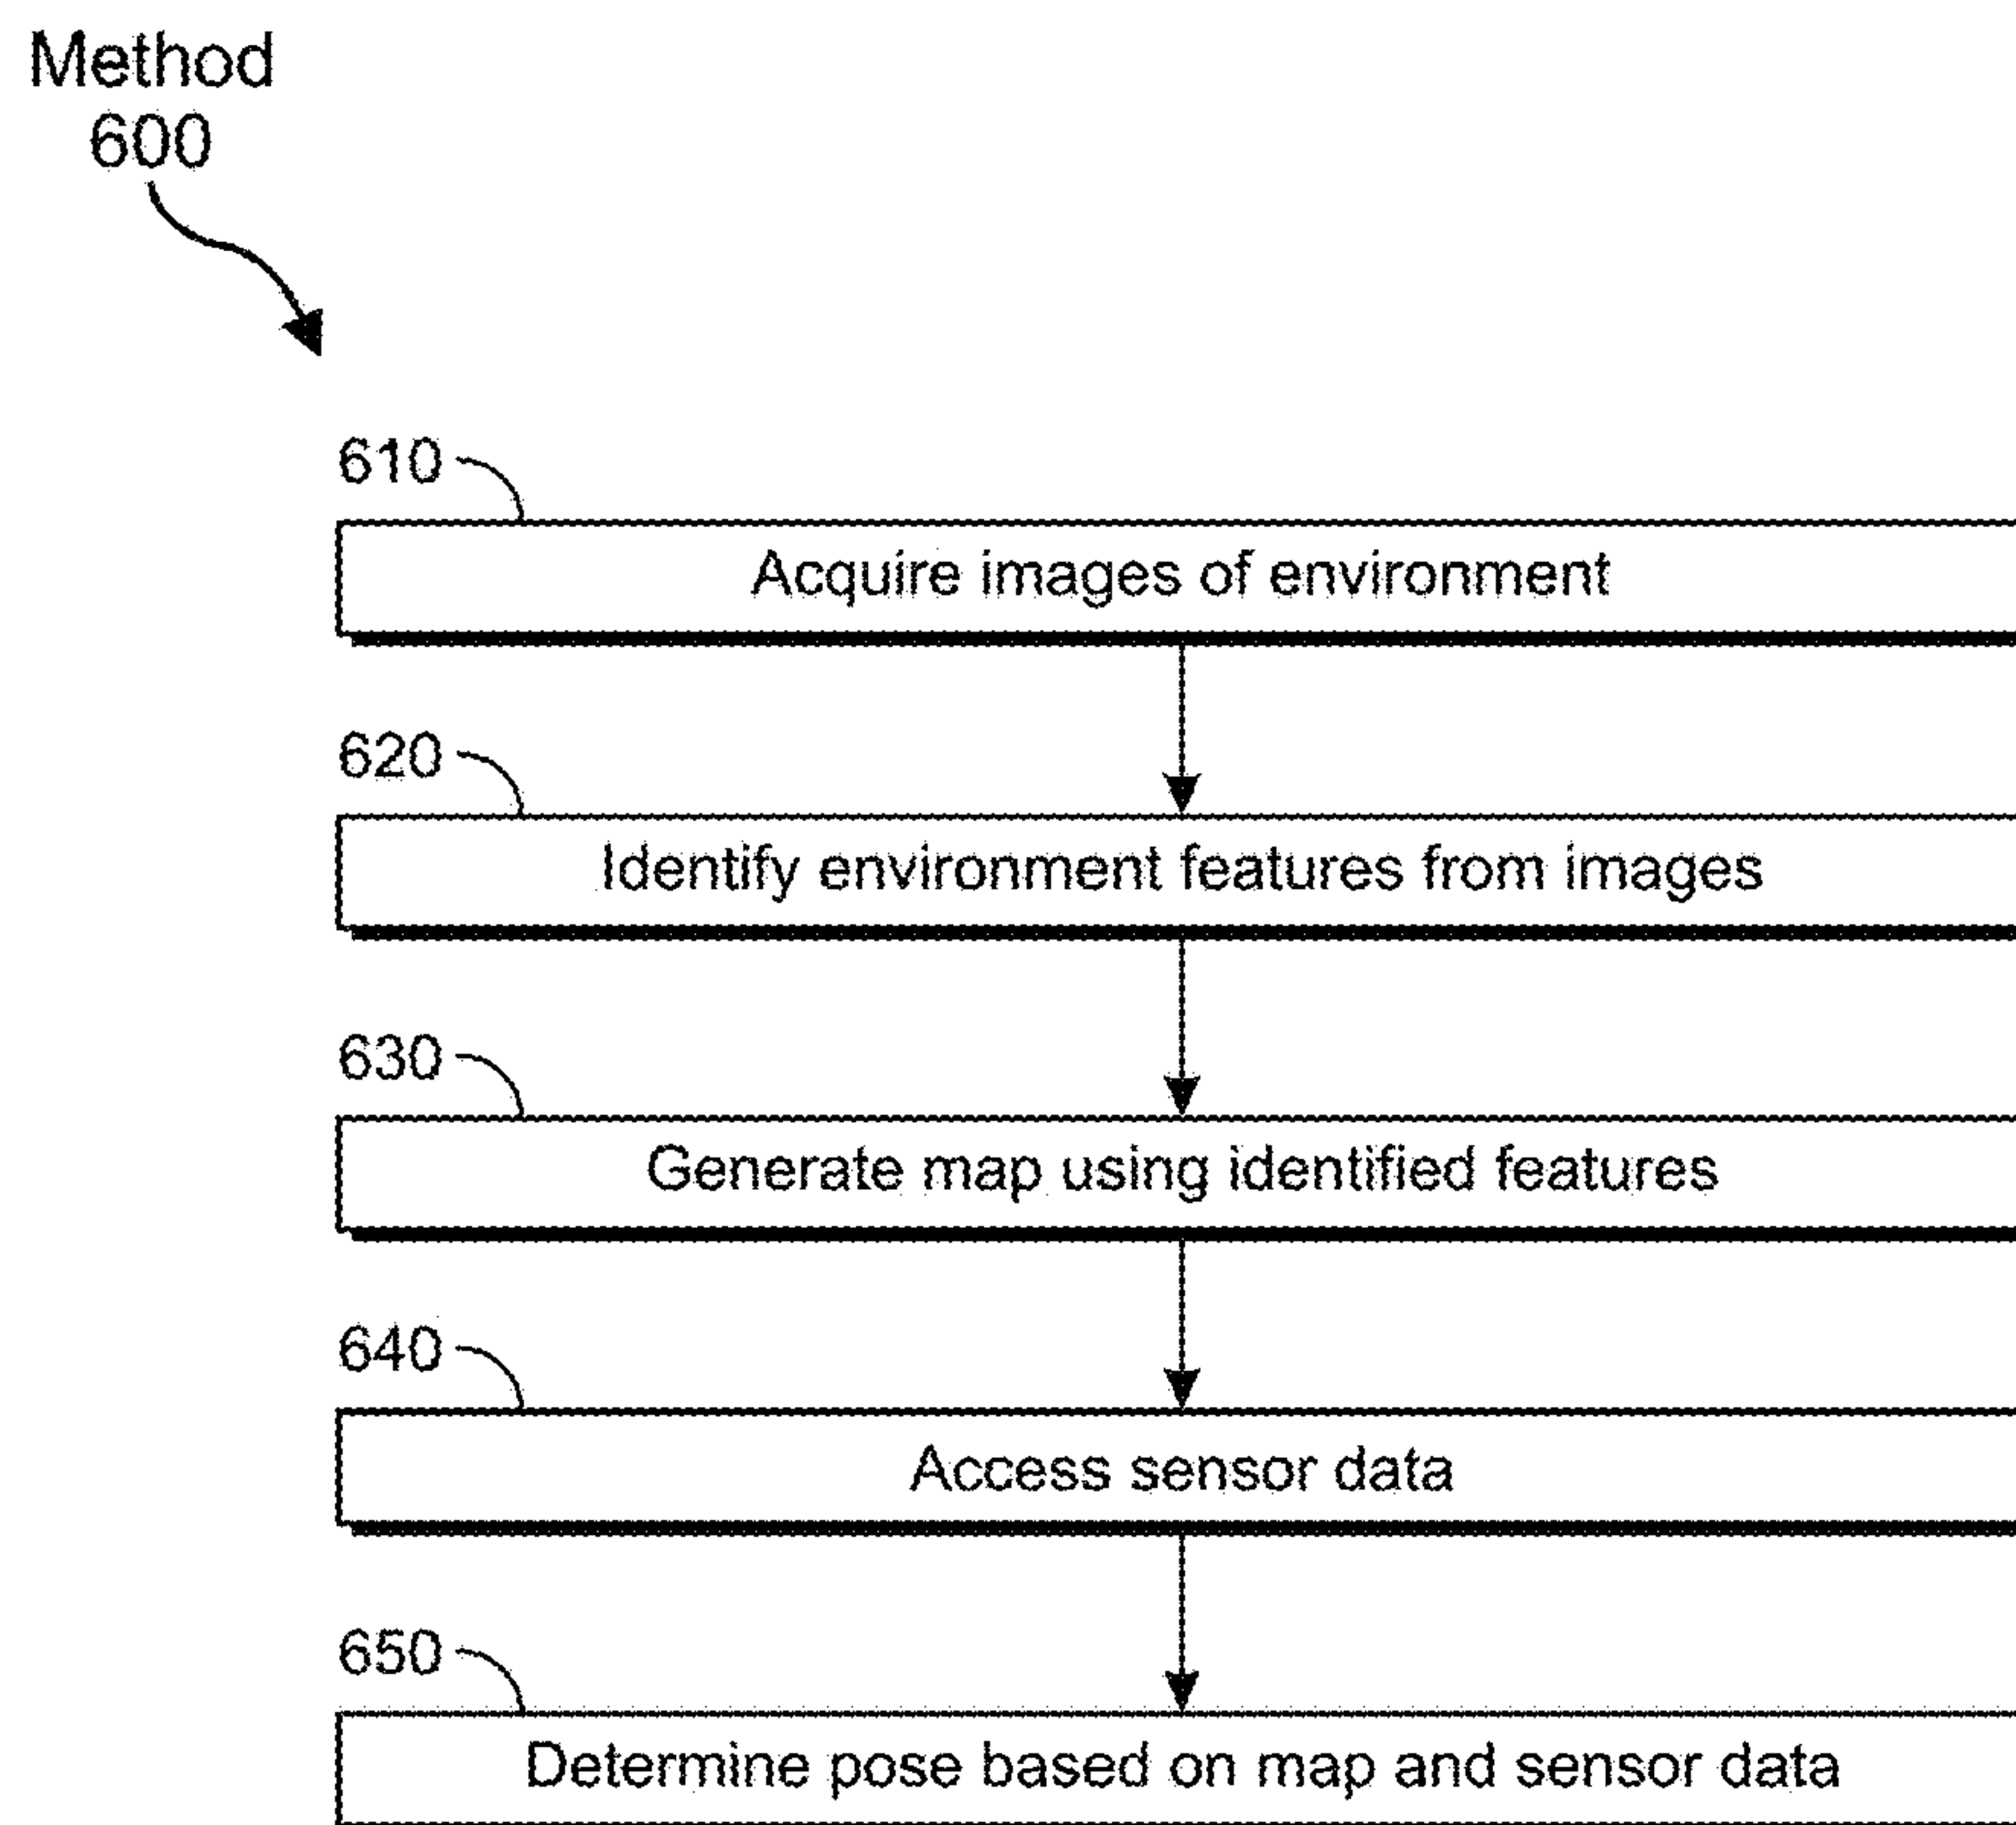 Method
600
610
Acquire images of environment
620
Identify environment features from images
630
Generate map using identified features
640
Access sensor data
650
Determine pose based on map and sensor data